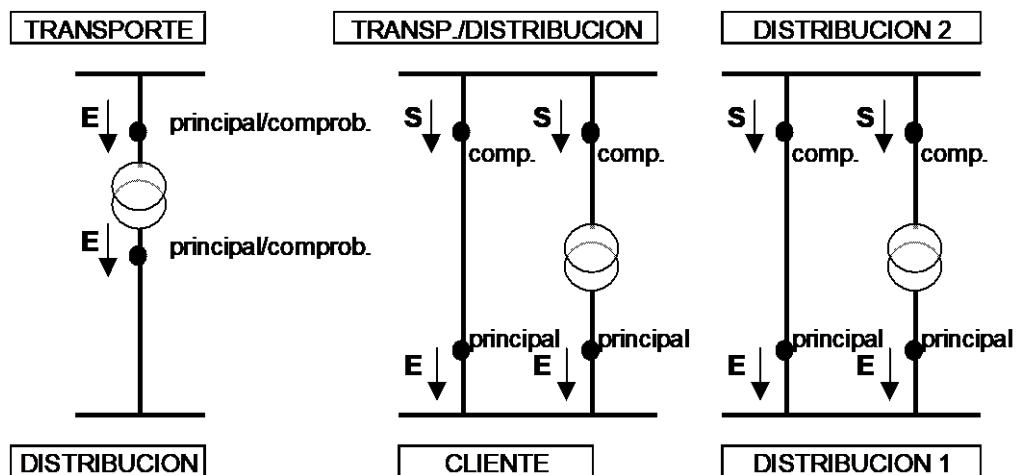 TRANSPORTE
TRANSP./DISTRIBUCION
DISTRIBUCION 2
E
principal/comprob.
S
S
S
S
comp.
comp.
comp.
comp.
E
principal/comprob.
principal
principal
principal
principal
E
E
E
E
DISTRIBUCION
CLIENTE
DISTRIBUCION 1